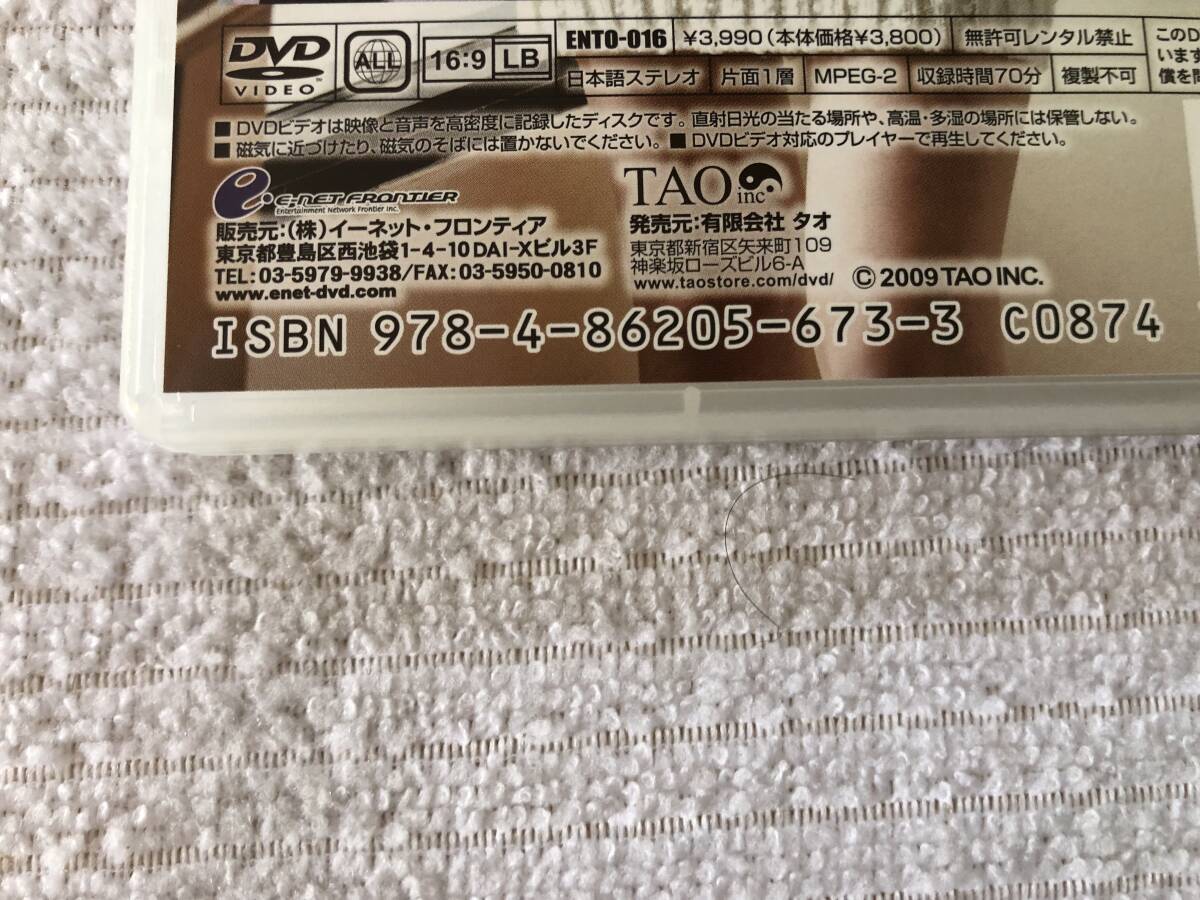 DVD VIDEO
ALL
16:9 LB
ENTO-016 ¥3,990(本体価格¥3,800) 無許可レンタル禁止
日本語ステレオ 片面1層 MPEG-2 収録時間70分 複製不可
このD
います
償を問
■ DVDビデオは映像と音声を高密度に記録したディスクです。直射日光の当たる場所や、高温・多湿の場所には保管しない。
■ 磁気に近づけたり、磁気のそばには置かないでください。■ DVDビデオ対応のプレイヤーで再生してください。
e・E-NET FRONTIER
Entertainment Network Frontier Inc.
販売元:(株)イーネット・フロンティア
東京都豊島区西池袋1-4-10 DAI-Xビル3F
TEL:03-5979-9938/FAX:03-5950-0810
www.enet-dvd.com
TAO inc
発売元:有限会社 タオ
東京都新宿区矢来町109
神楽坂ローズビル6-A
www.taostore.com/dvd/
© 2009 TAO INC.
ISBN 978-4-86205-673-3 C0874